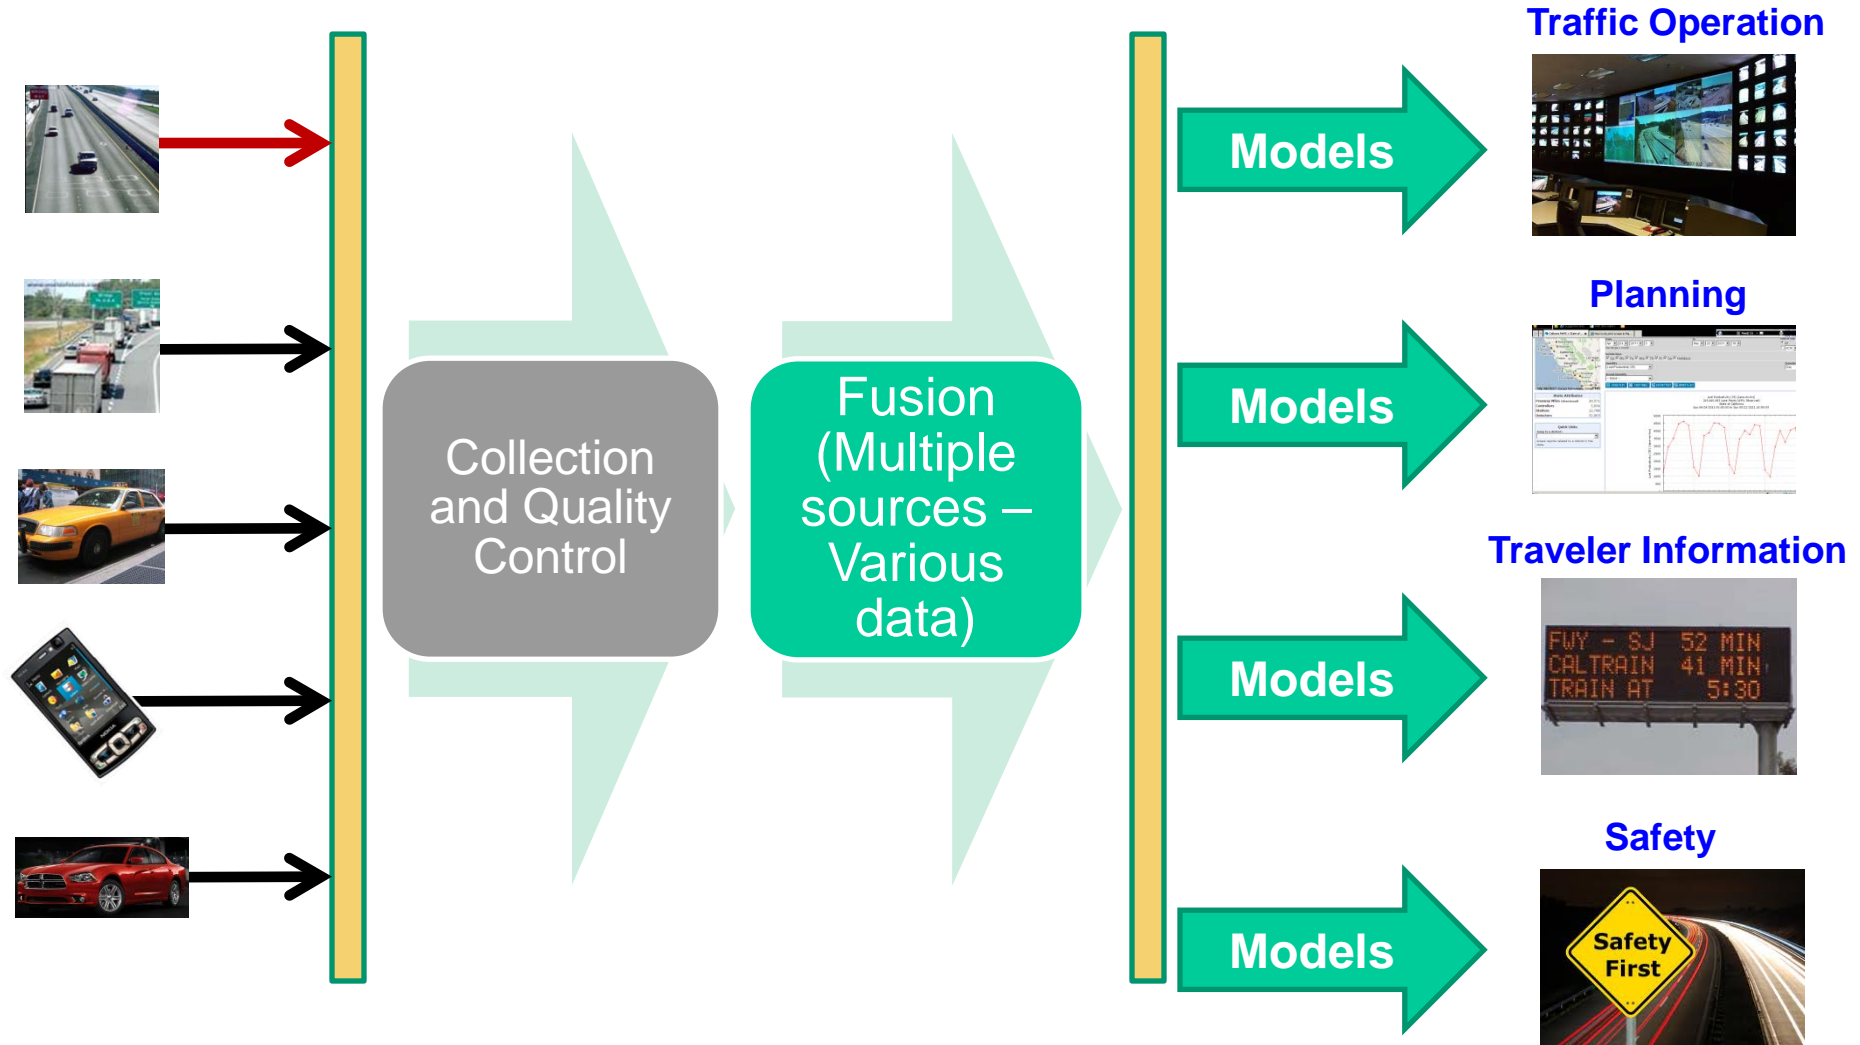 Traffic Operation
Models
Planning
Models
Collection
and Quality
Control
Fusion
(Multiple
sources –
Various
data)
Traveler Information
FWY - SJ 52 MIN
CALTRAIN 41 MIN
TRAIN AT 5:30
Models
NOKIA
Safety
Models
Safety
First